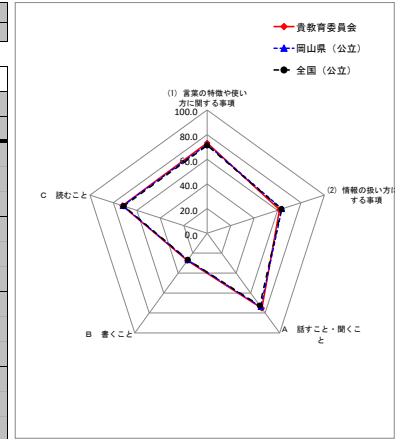 貴教育委員会
岡山県（公立）
全国（公立）
(1) 言葉の特徴や使い
方に関する事項
100.0
80.0
60.0
40.0
20.0
0.0
(2) 情報の扱い方に
する事項
A 話すこと・聞くこ
と
B 書くこと
C 読むこと